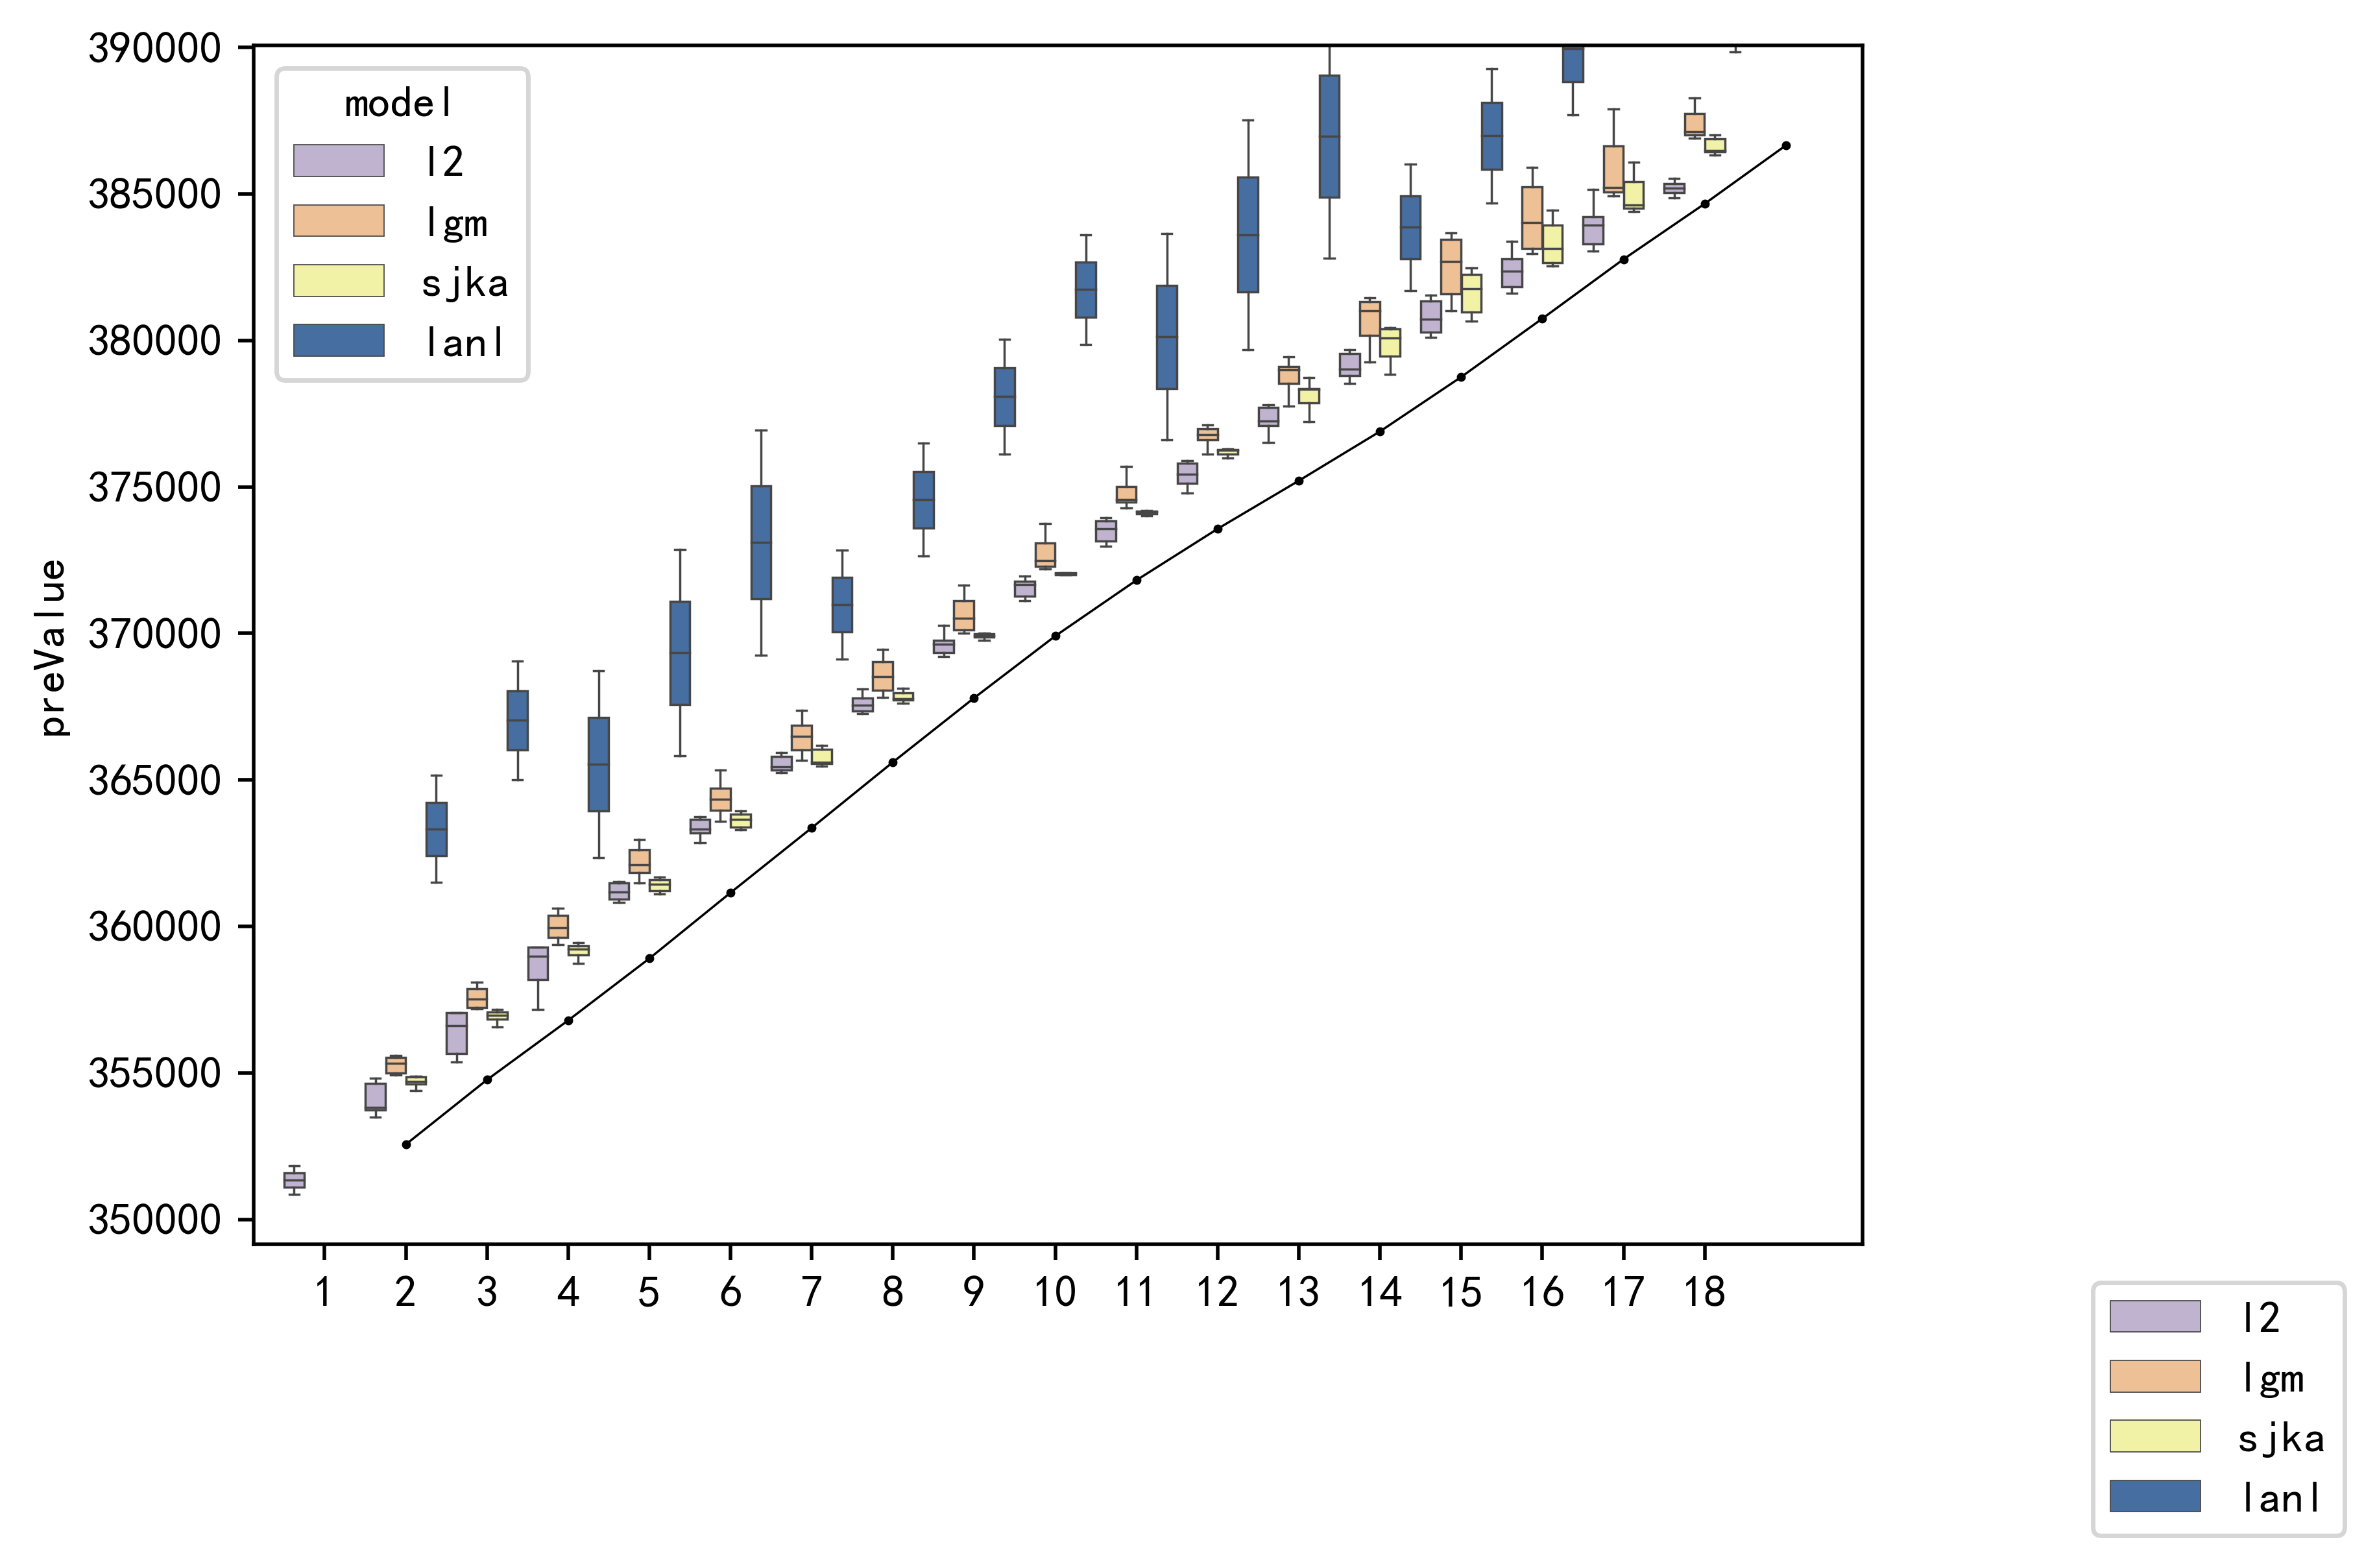 390000
385000
380000
375000
370000
365000
360000
355000
350000
preValue
model
l2
lgm
sjka
lanl
1 2 3 4 5 6 7 8 9 10 11 12 13 14 15 16 17 18
l2
lgm
sjka
lanl